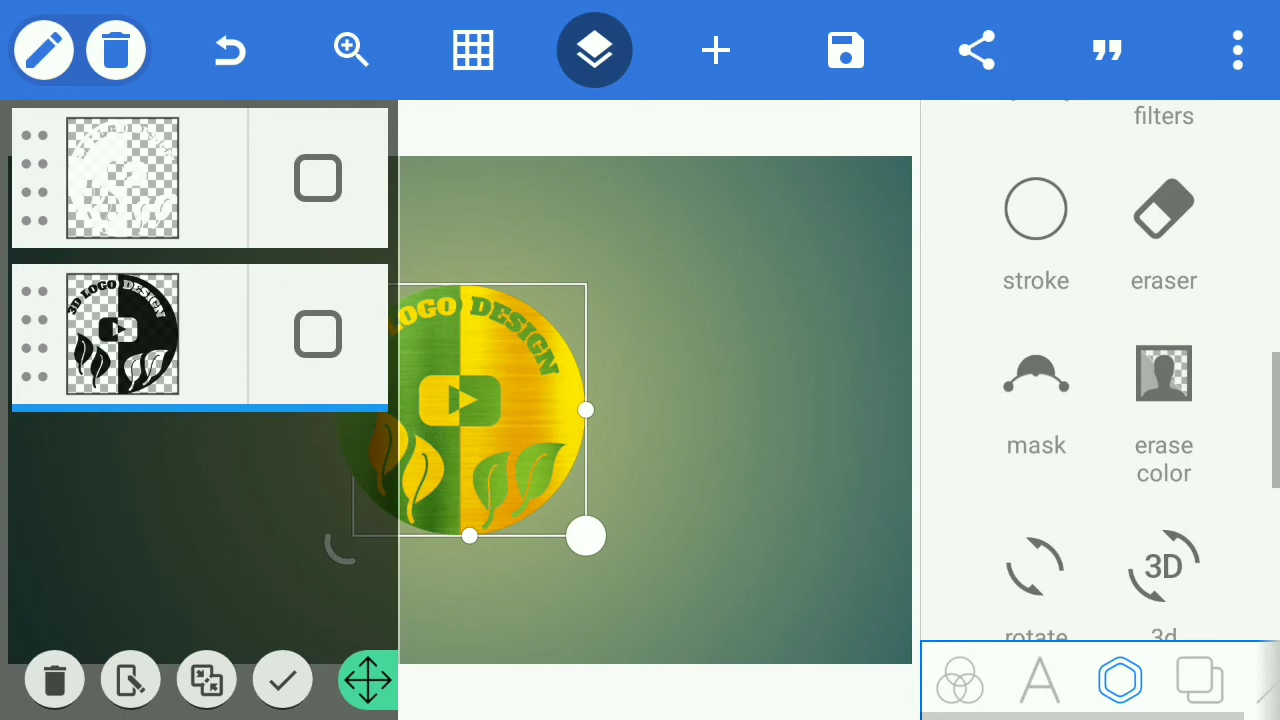 filters
3D LOGO DESIGN
LOGO DESIGN
stroke
eraser
mask
erase
color
3D
rotate
3d